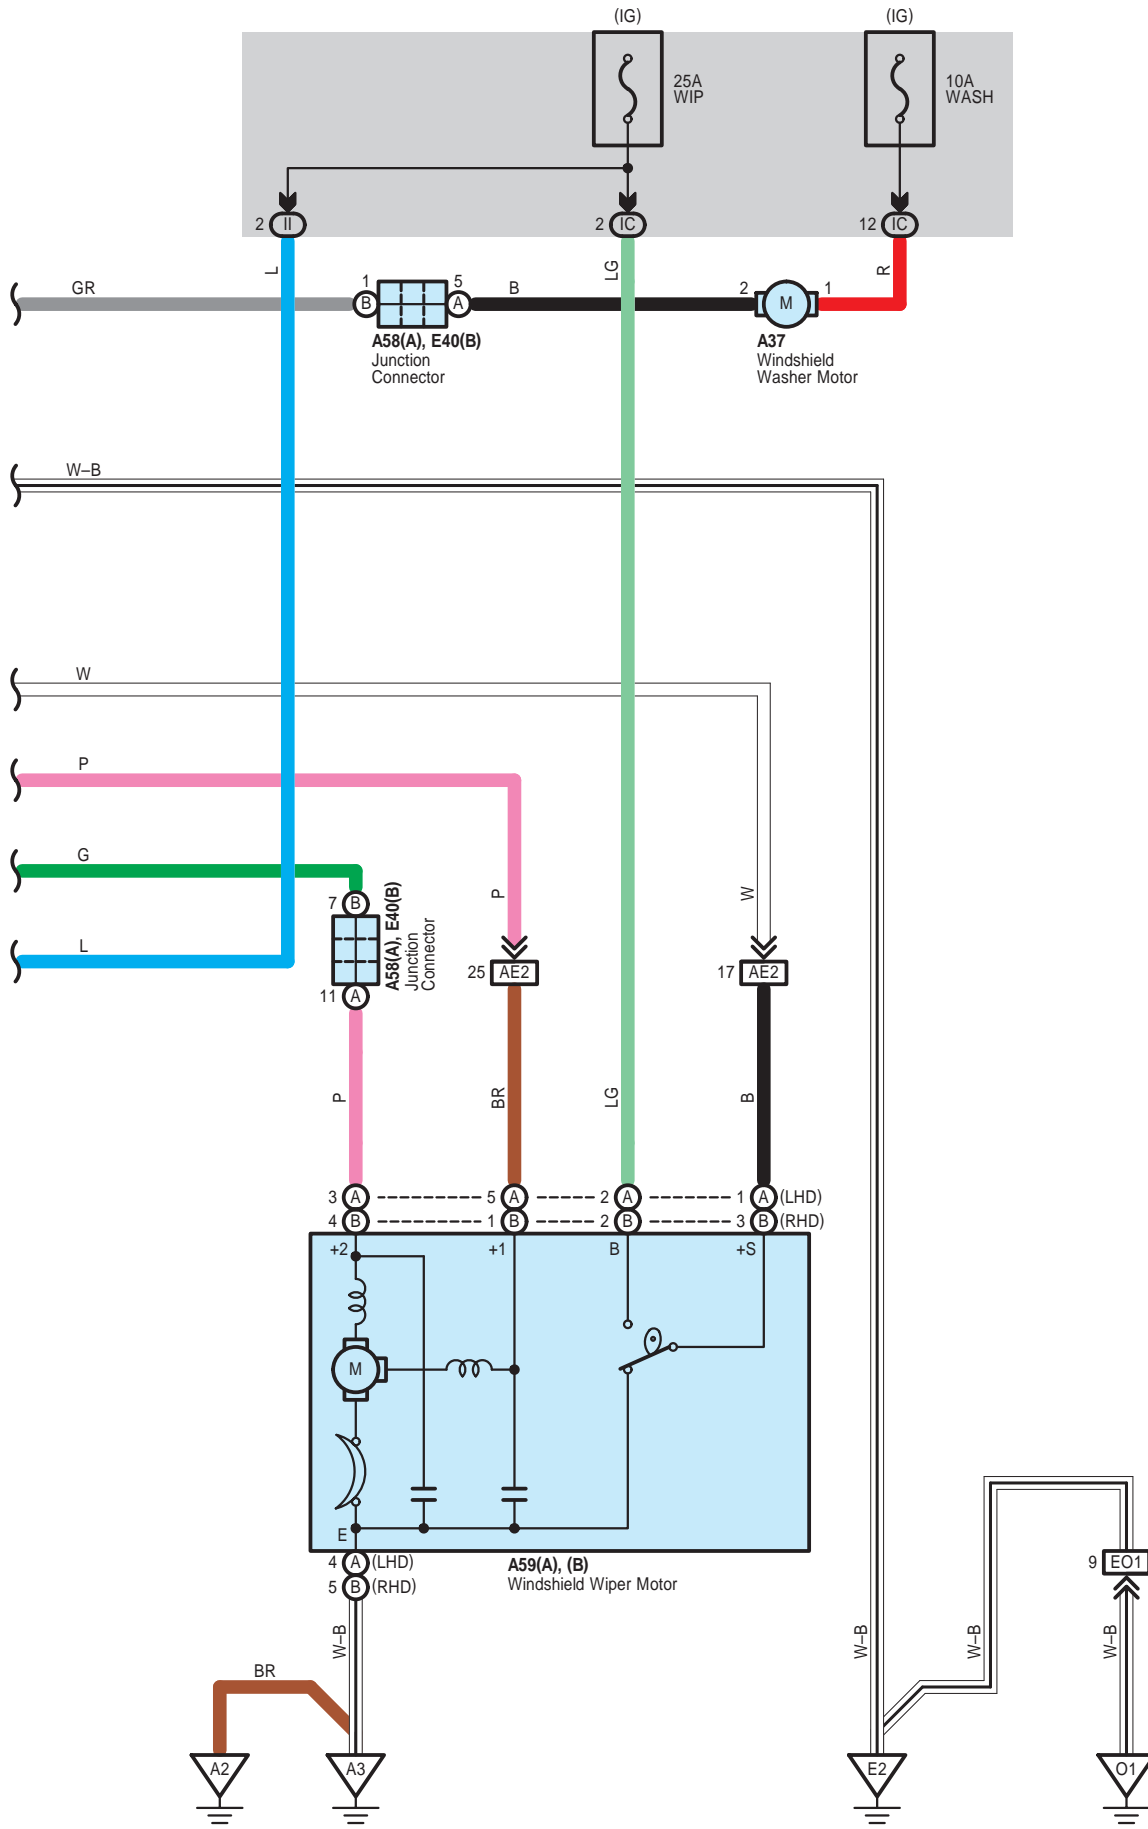 (IG)
(IG)
25A
WIP
10A
WASH
2 II
2 IC
12 IC
L
LG
R
GR
1
5
B
A
B
2
M
1
A58(A), E40(B)
Junction
Connector
A37
Windshield
Washer Motor
W–B
W
P
G
7 B
P
W
L
A58(A), E40(B)
Junction
Connector
25 AE2
17 AE2
11 A
P
BR
LG
B
3 A
5 A
2 A
1 A (LHD)
4 B
1 B
2 B
3 B (RHD)
+2
+1
B
+S
M
E
4 A (LHD)
5 B (RHD)
A59(A), (B)
Windshield Wiper Motor
9 EO1
W–B
W–B
W–B
W–B
BR
A2
A3
E2
O1